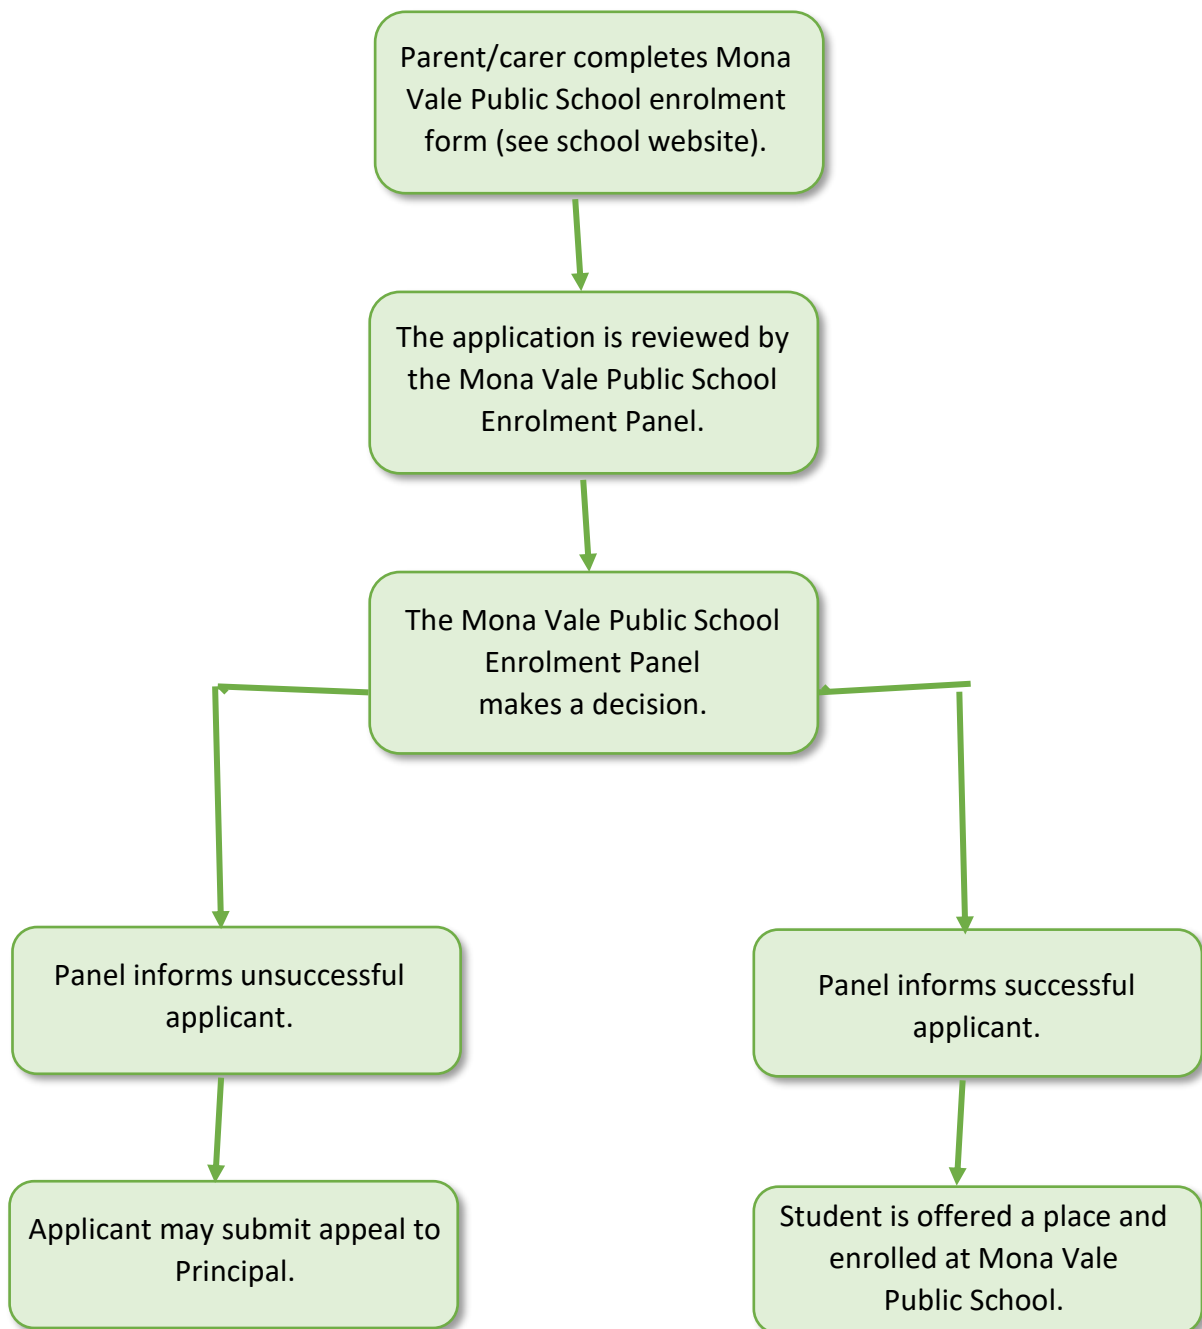 Parent/carer completes Mona
Vale Public School enrolment
form (see school website).
The application is reviewed by
the Mona Vale Public School
Enrolment Panel.
The Mona Vale Public School
Enrolment Panel
makes a decision.
Panel informs unsuccessful
applicant.
Panel informs successful
applicant.
Applicant may submit appeal to
Principal.
Student is offered a place and
enrolled at Mona Vale
Public School.